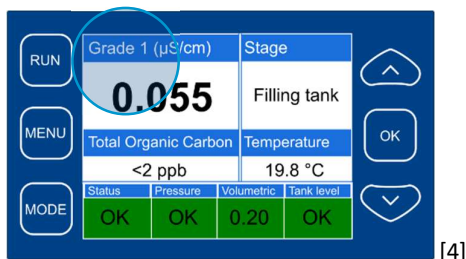 RUN
MENU
MODE
Grade 1 (µS/cm)
Stage
0.055
Filling tank
Total Organic Carbon
Temperature
<2 ppb
19.8 °C
Status
Pressure
Volumetric
Tank level
OK
OK
0.20
OK
OK
[4]